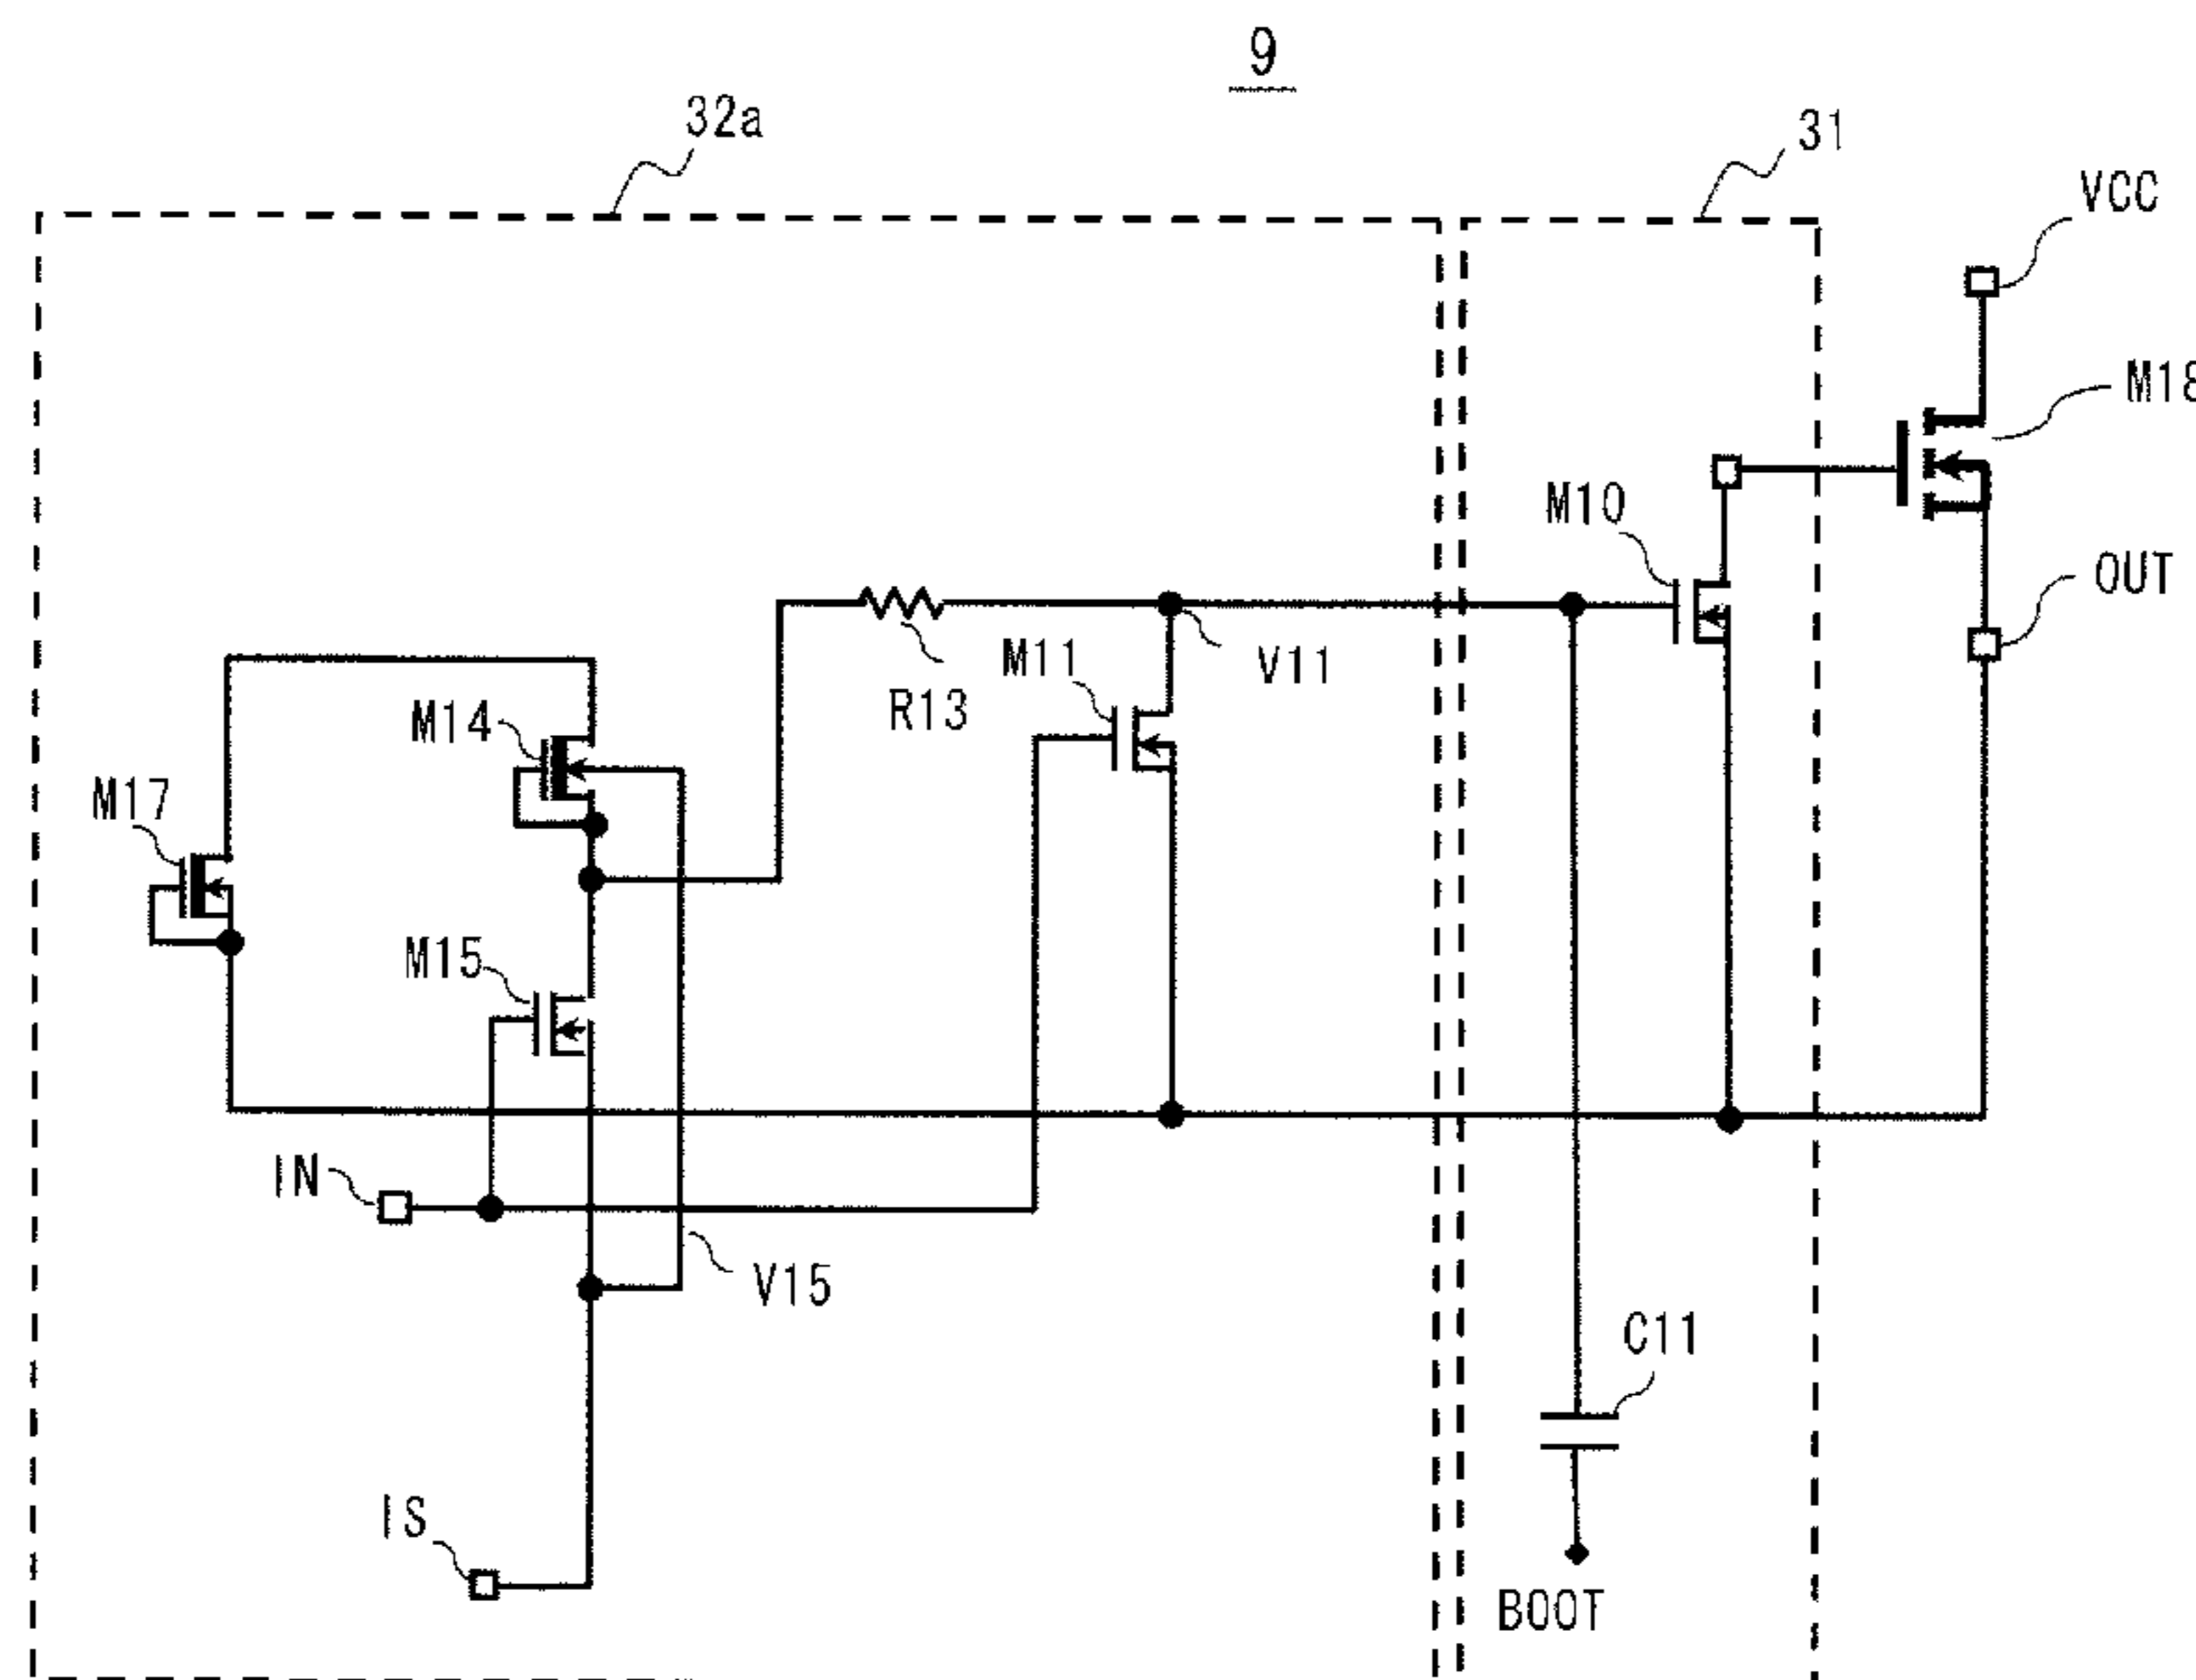 9
32a
31
VCC
M18
M10
OUT
M11
V11
R13
M14
M17
M15
IN
V15
C11
IS
BOOT